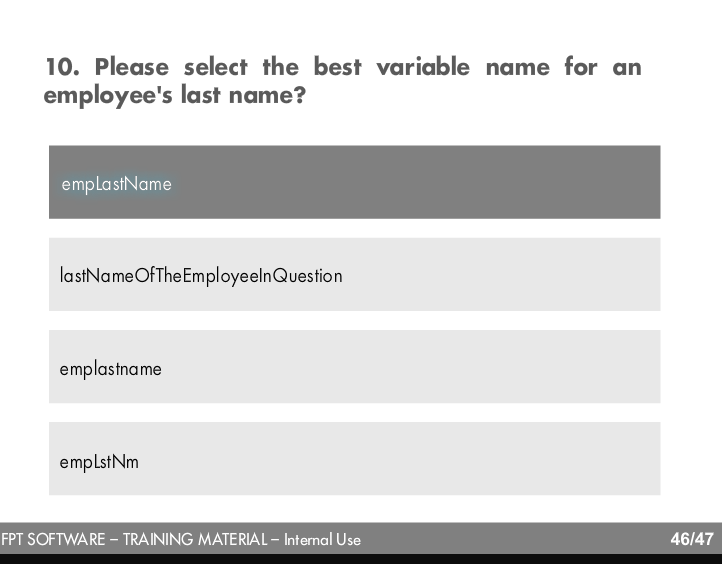 10. Please select the best variable name for an
employee's last name?
empLastName
lastNameOfTheEmployeeInQuestion
emplastname
empLstNm
FPT SOFTWARE – TRAINING MATERIAL – Internal Use
46/47